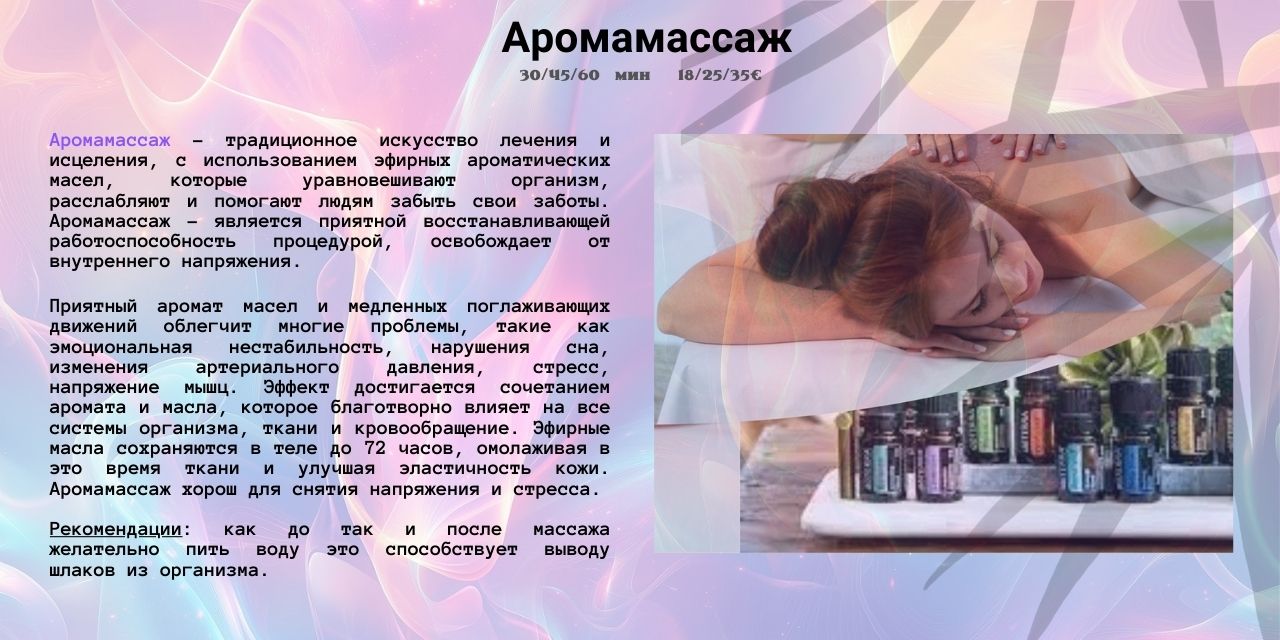 Аромамассаж
30/45/60 мин 18/25/35€
Аромамассаж – традиционное искусство лечения и
исцеления, с использованием эфирных ароматических
масел, которые уравновешивают организм,
расслабляют и помогают людям забыть свои заботы.
Аромамассаж – является приятной восстанавливающей
работоспособность процедурой, освобождает от
внутреннего напряжения.
Приятный аромат масел и медленных поглаживающих
движений облегчит многие проблемы, такие как
эмоциональная нестабильность, нарушения сна,
изменения артериального давления, стресс,
напряжение мышц. Эффект достигается сочетанием
аромата и масла, которое благотворно влияет на все
системы организма, ткани и кровообращение. Эфирные
масла сохраняются в теле до 72 часов, омолаживая в
это время ткани и улучшая эластичность кожи.
Аромамассаж хорош для снятия напряжения и стресса.
Рекомендации: как до так и после массажа
желательно пить воду это способствует выводу
шлаков из организма.